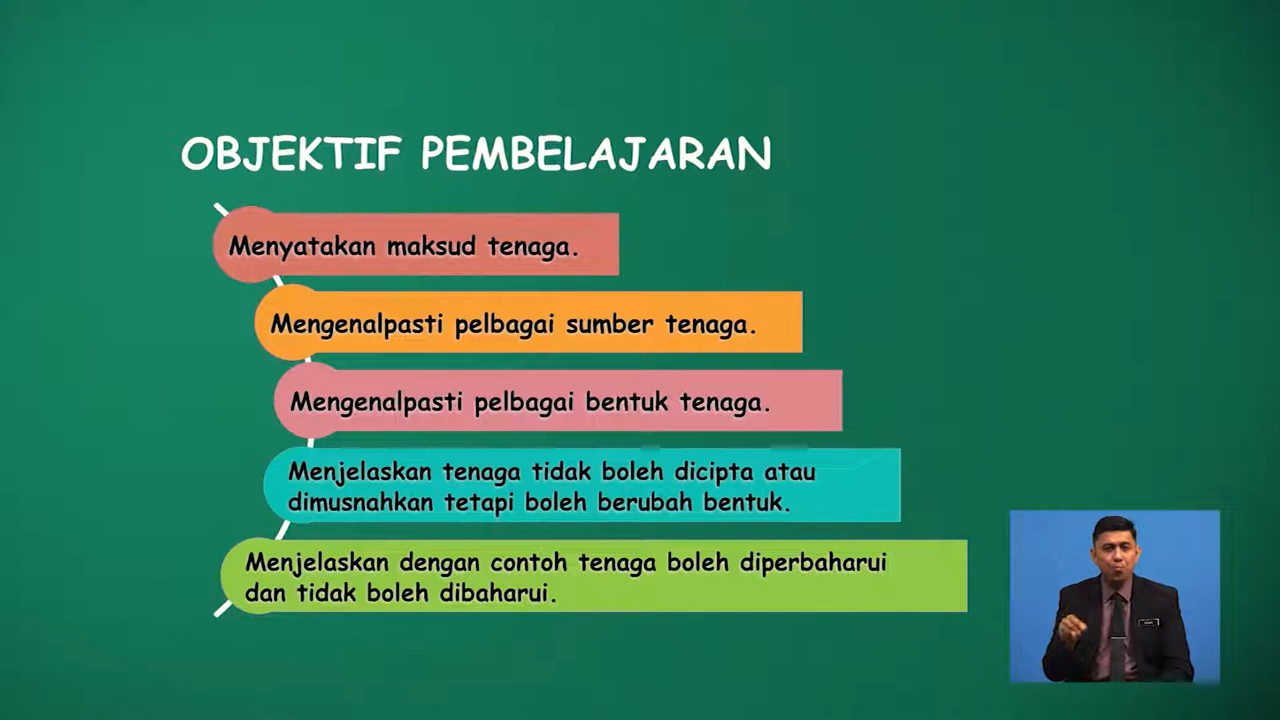 OBJEKTIF PEMBELAJARAN
Menyatakan maksud tenaga.
Mengenalpasti pelbagai sumber tenaga.
Mengenalpasti pelbagai bentuk tenaga.
Menjelaskan tenaga tidak boleh dicipta atau
dimusnahkan tetapi boleh berubah bentuk.
Menjelaskan dengan contoh tenaga boleh diperbaharui
dan tidak boleh dibaharui.